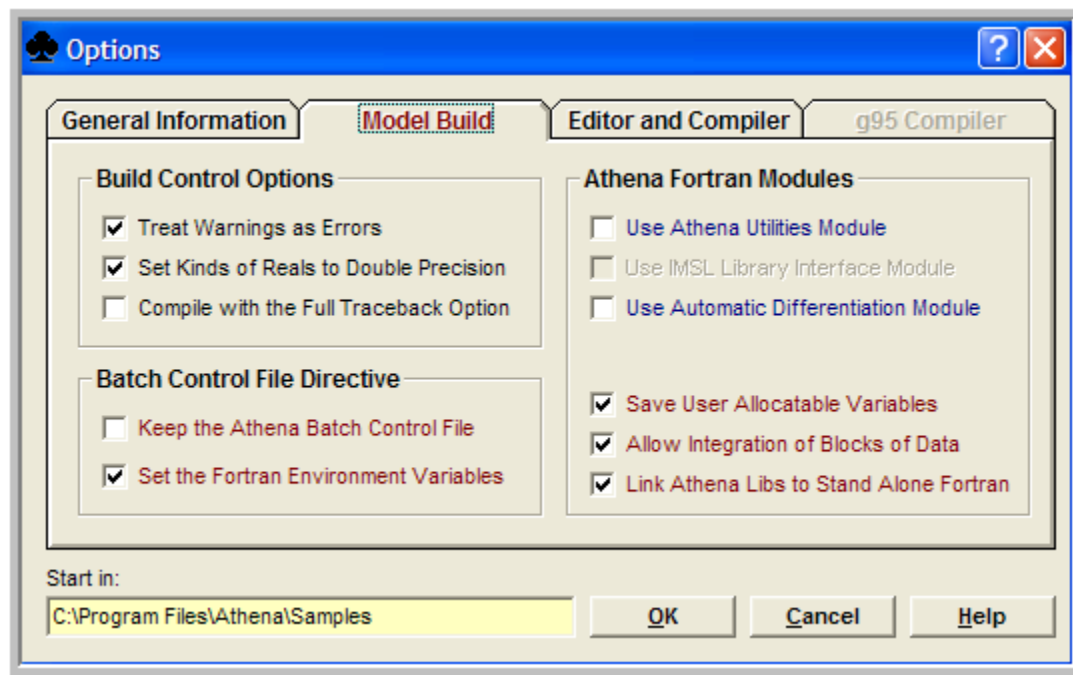 Options
General Information
Model Build
Editor and Compiler
g95 Compiler
Build Control Options
Treat Warnings as Errors
Set Kinds of Reals to Double Precision
Compile with the Full Traceback Option
Batch Control File Directive
Keep the Athena Batch Control File
Set the Fortran Environment Variables
Athena Fortran Modules
Use Athena Utilities Module
Use IMSL Library Interface Module
Use Automatic Differentiation Module
Save User Allocatable Variables
Allow Integration of Blocks of Data
Link Athena Libs to Stand Alone Fortran
Start in:
C:\Program Files\Athena\Samples
OK
Cancel
Help